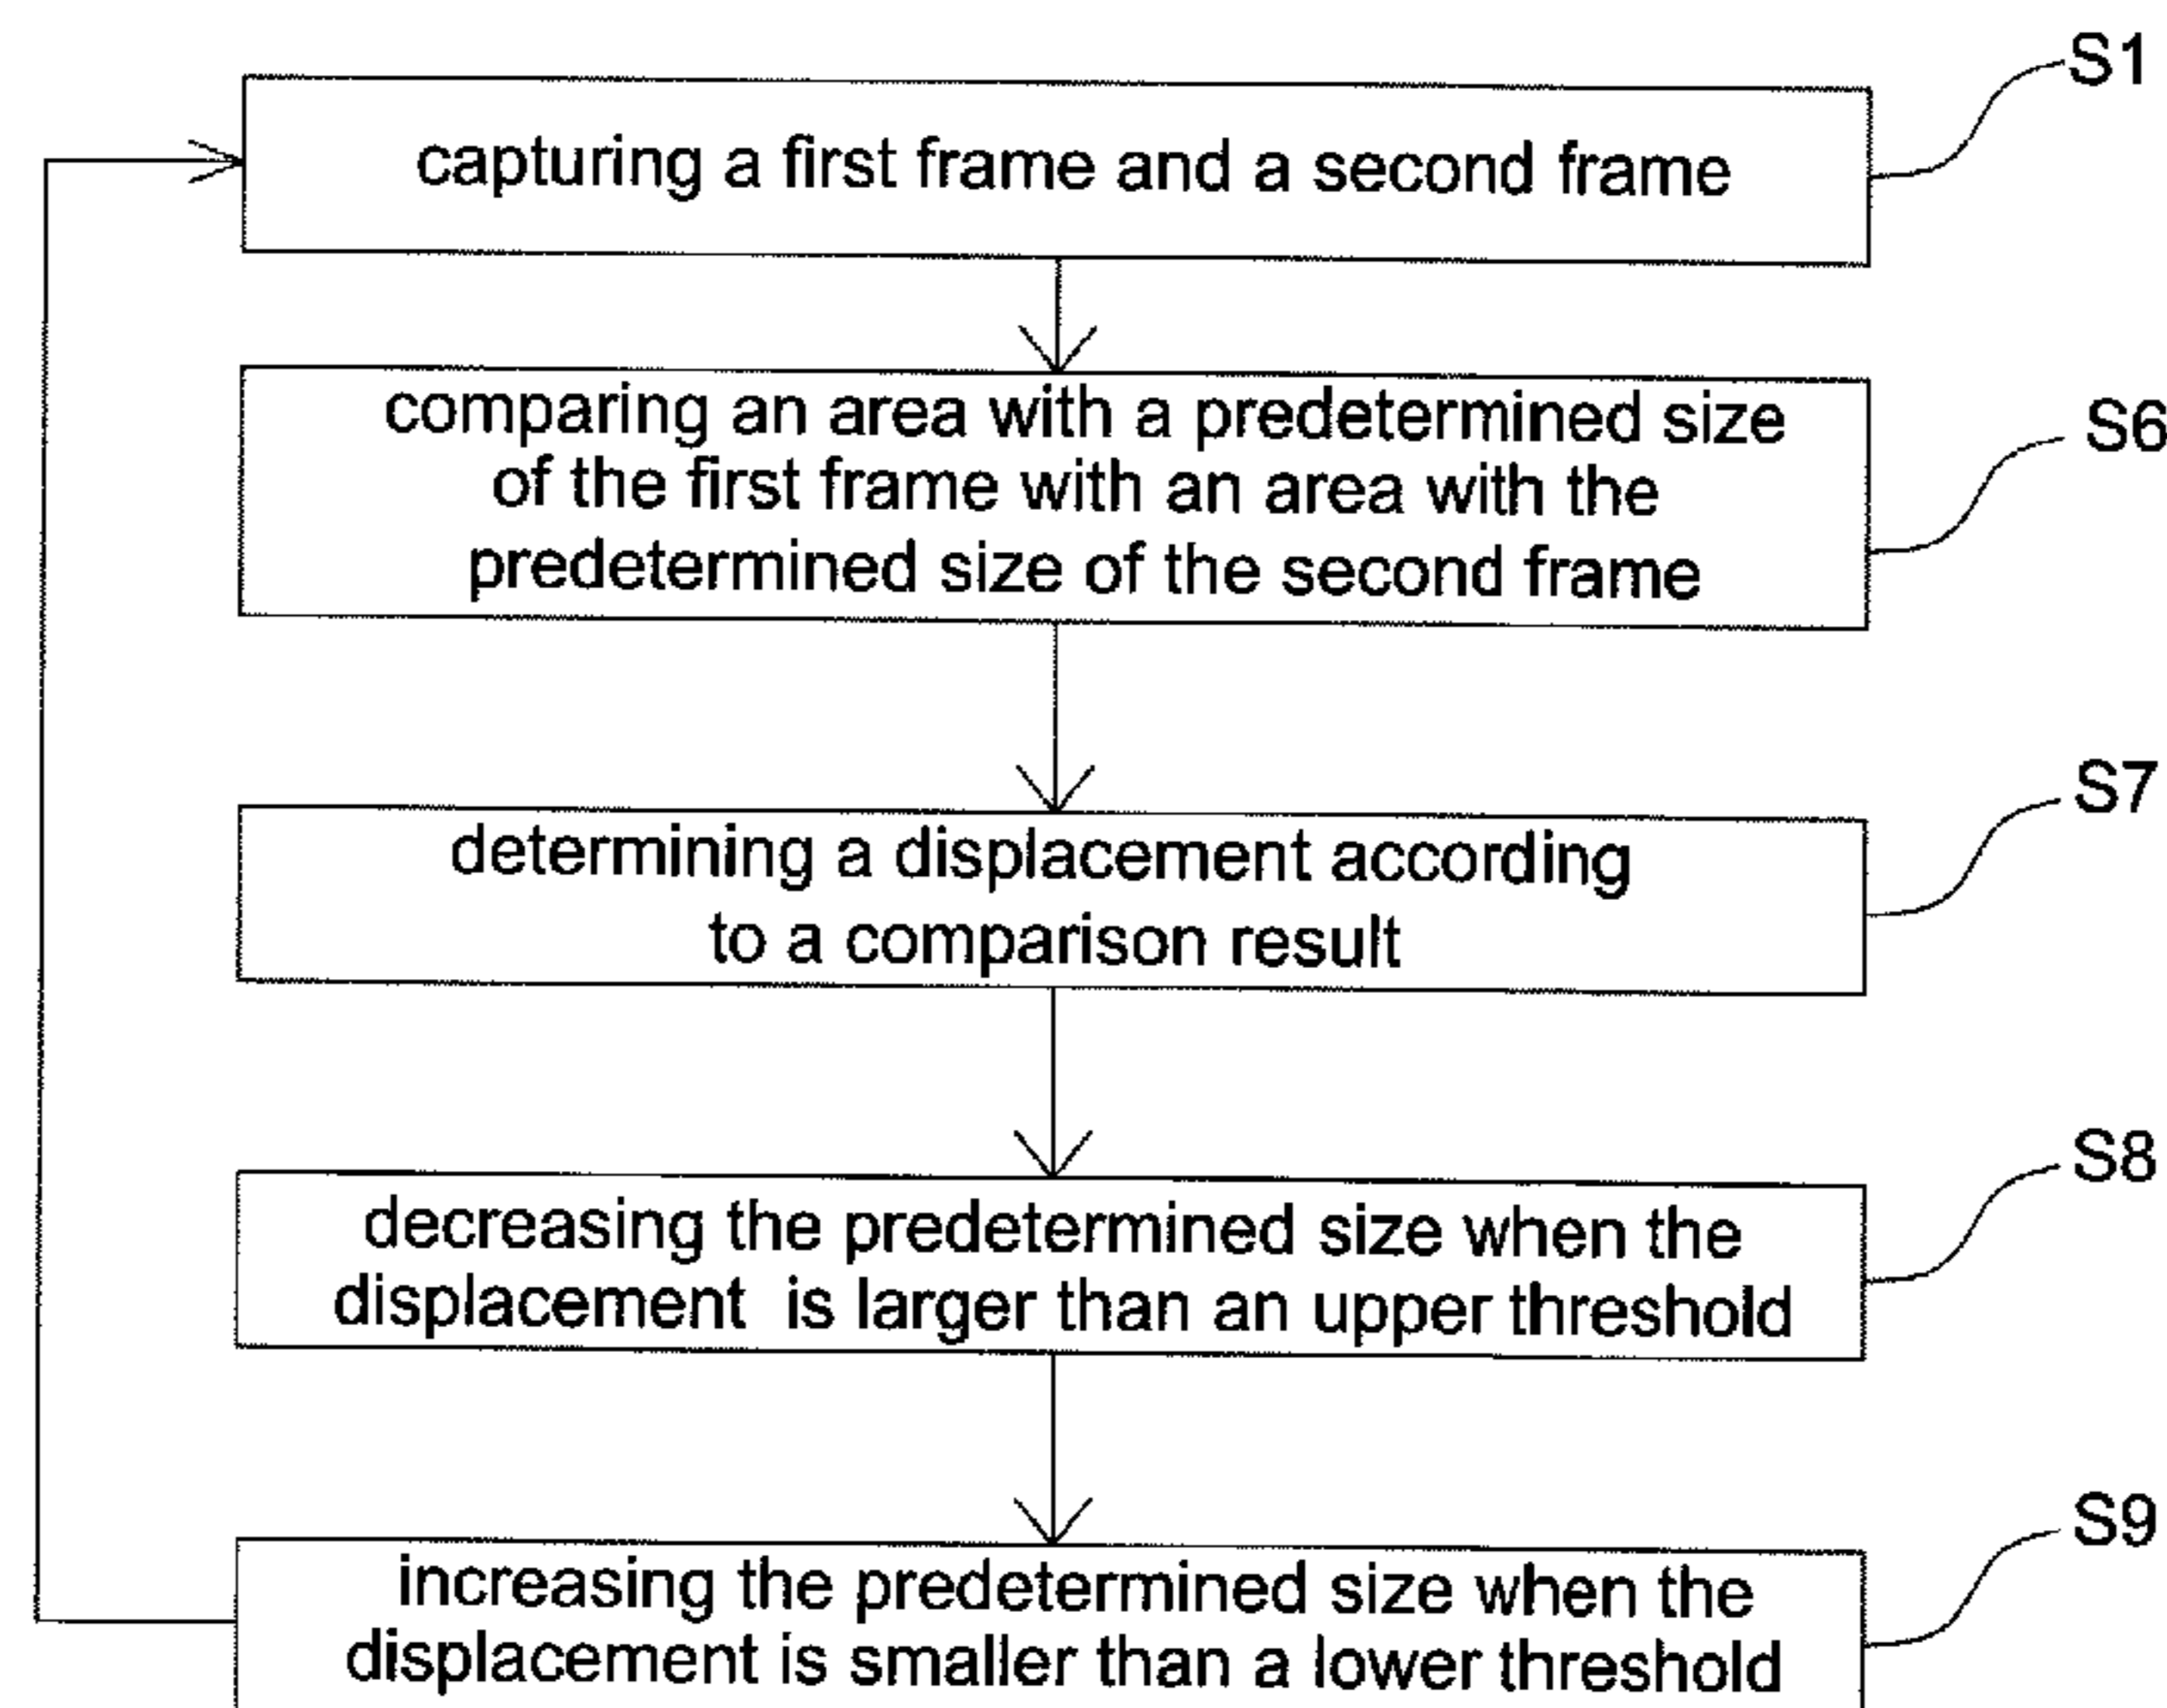 S1
capturing a first frame and a second frame
S6
comparing an area with a predetermined size
of the first frame with an area with the
predetermined size of the second frame
S7
determining a displacement according
to a comparison result
S8
decreasing the predetermined size when the
displacement is larger than an upper threshold
S9
increasing the predetermined size when the
displacement is smaller than a lower threshold